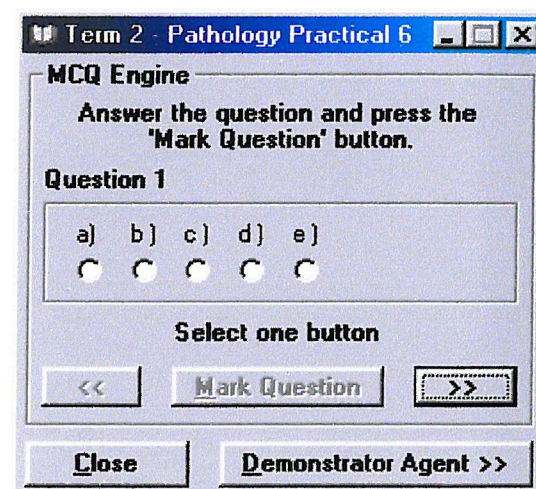 Term 2 - Pathology Practical 6
MCQ Engine
Answer the question and press the
'Mark Question' button.
Question 1
a) b) c) d) e)
Select one button
<< Mark Question >>
Close Demonstrator Agent >>